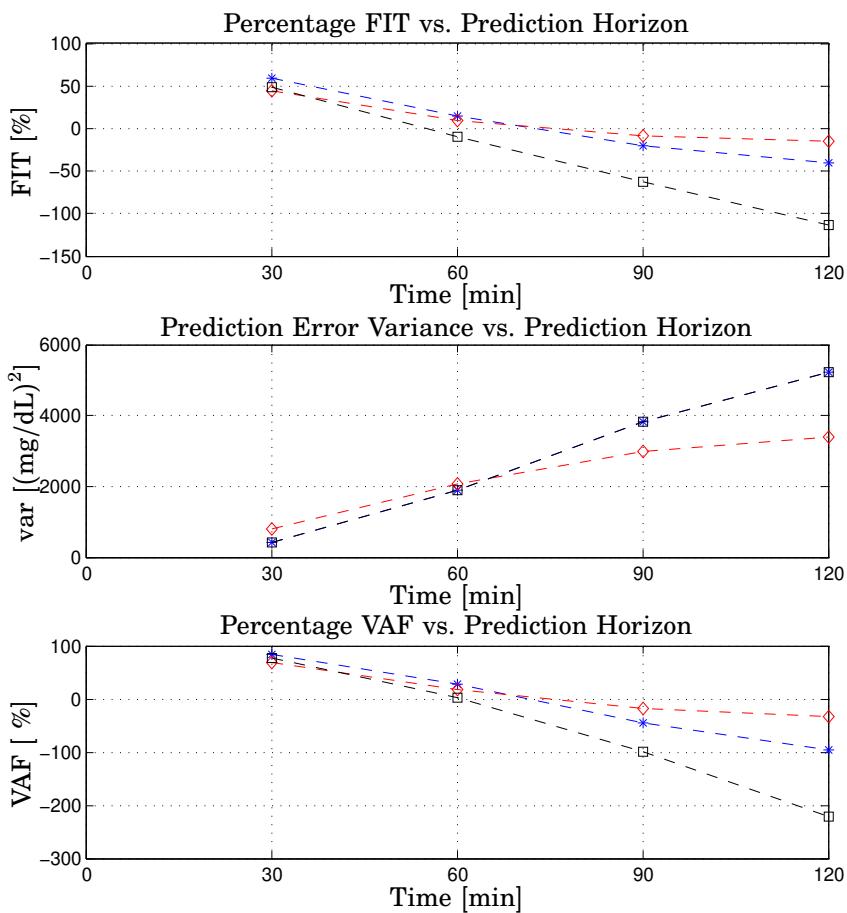 Percentage FIT vs. Prediction Horizon
100
50
0
−50
−100
−150
FIT [%]
0 30 60 90 120
Time [min]
Prediction Error Variance vs. Prediction Horizon
6000
4000
2000
0
var [(mg/dL)²]
0 30 60 90 120
Time [min]
Percentage VAF vs. Prediction Horizon
100
0
−100
−200
−300
VAF [ %]
0 30 60 90 120
Time [min]